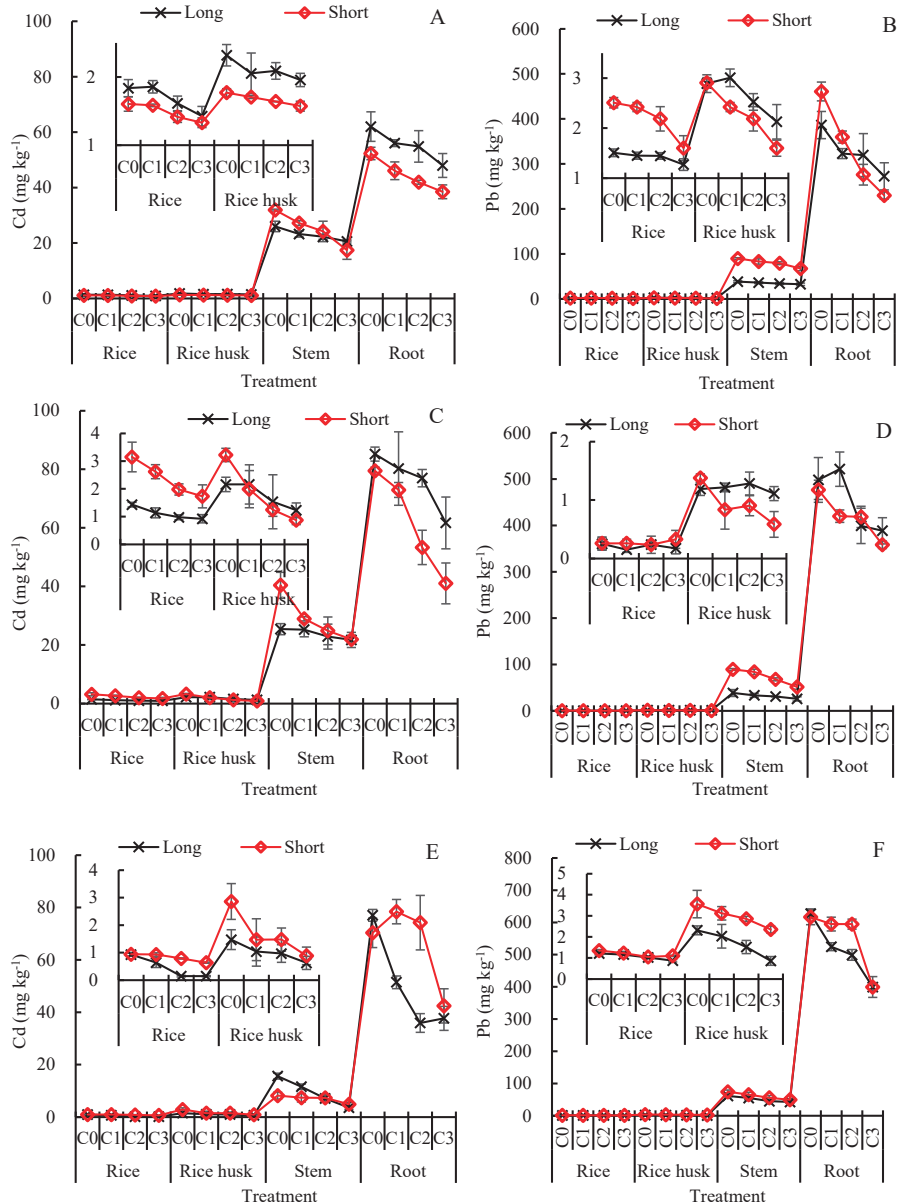 Long Short A
Cd (mg kg⁻¹)
100
80
60
40
20
0
2
1
C0 C1 C2 C3 C0 C1 C2 C3
Rice Rice husk
C0 C1 C2 C3 C0 C1 C2 C3 C0 C1 C2 C3 C0 C1 C2 C3
Rice Rice husk Stem Root
Treatment
Long Short B
Pb (mg kg⁻¹)
600
500
400
300
200
100
0
3
2
1
C0 C1 C2 C3 C0 C1 C2 C3
Rice Rice husk
C0 C1 C2 C3 C0 C1 C2 C3 C0 C1 C2 C3 C0 C1 C2 C3
Rice Rice husk Stem Root
Treatment
Long Short C
Cd (mg kg⁻¹)
100
80
60
40
20
0
4
3
2
1
0
C0 C1 C2 C3 C0 C1 C2 C3
Rice Rice husk
C0 C1 C2 C3 C0 C1 C2 C3 C0 C1 C2 C3 C0 C1 C2 C3
Rice Rice husk Stem Root
Treatment
Long Short D
Pb (mg kg⁻¹)
600
500
400
300
200
100
0
2
1
0
C0 C1 C2 C3 C0 C1 C2 C3
Rice Rice husk
C0 C1 C2 C3 C0 C1 C2 C3 C0 C1 C2 C3 C0 C1 C2 C3
Rice Rice husk Stem Root
Treatment
Long Short E
Cd (mg kg⁻¹)
100
80
60
40
20
0
4
3
2
1
0
C0 C1 C2 C3 C0 C1 C2 C3
Rice Rice husk
C0 C1 C2 C3 C0 C1 C2 C3 C0 C1 C2 C3 C0 C1 C2 C3
Rice Rice husk Stem Root
Treatment
Long Short F
Pb (mg kg⁻¹)
800
700
600
500
400
300
200
100
0
5
4
3
2
1
0
C0 C1 C2 C3 C0 C1 C2 C3
Rice Rice husk
C0 C1 C2 C3 C0 C1 C2 C3 C0 C1 C2 C3 C0 C1 C2 C3
Rice Rice husk Stem Root
Treatment